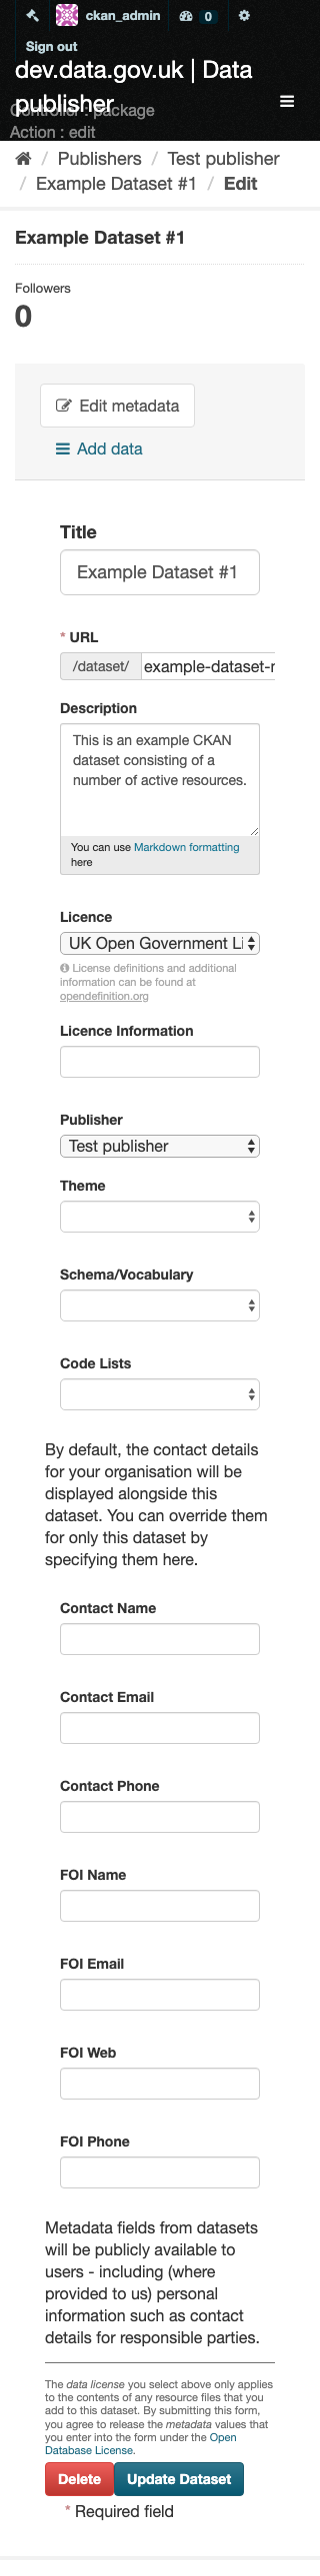 ckan_admin 0
Sign out
dev.data.gov.uk | Data
publisher
Controller : package
Action : edit
/ Publishers / Test publisher
/ Example Dataset #1 / Edit
Example Dataset #1
Followers
0
Edit metadata
Add data
Title
Example Dataset #1
* URL
/dataset/ example-dataset-
Description
This is an example CKAN
dataset consisting of a
number of active resources.
You can use Markdown formatting
here
Licence
UK Open Government Li
License definitions and additional
information can be found at
opendefinition.org
Licence Information
Publisher
Test publisher
Theme
Schema/Vocabulary
Code Lists
By default, the contact details
for your organisation will be
displayed alongside this
dataset. You can override them
for only this dataset by
specifying them here.
Contact Name
Contact Email
Contact Phone
FOI Name
FOI Email
FOI Web
FOI Phone
Metadata fields from datasets
will be publicly available to
users - including (where
provided to us) personal
information such as contact
details for responsible parties.
The data license you select above only applies
to the contents of any resource files that you
add to this dataset. By submitting this form,
you agree to release the metadata values that
you enter into the form under the Open
Database License.
Delete Update Dataset
* Required field